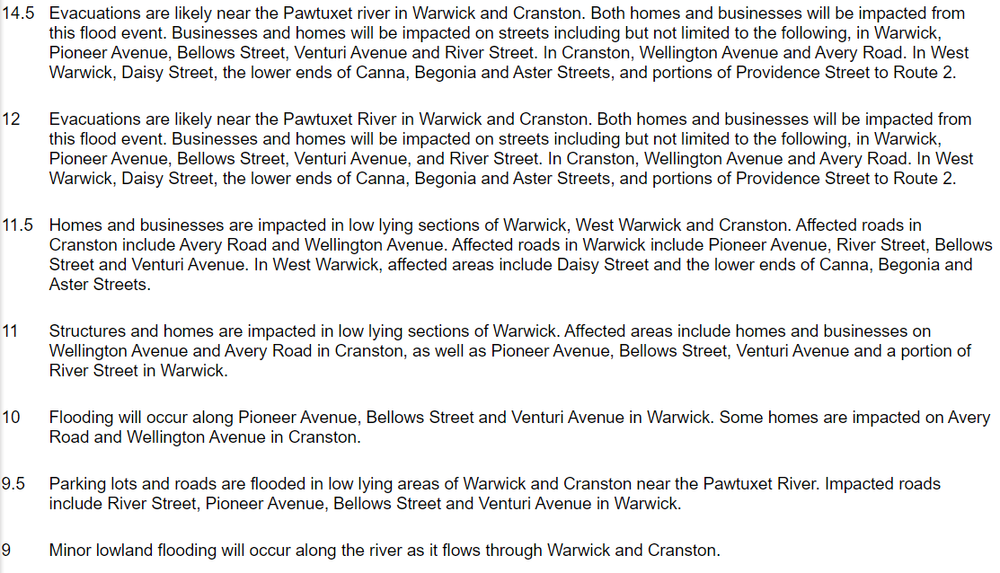 14.5 Evacuations are likely near the Pawtuxet river in Warwick and Cranston. Both homes and businesses will be impacted from
this flood event. Businesses and homes will be impacted on streets including but not limited to the following, in Warwick,
Pioneer Avenue, Bellows Street, Venturi Avenue and River Street. In Cranston, Wellington Avenue and Avery Road. In West
Warwick, Daisy Street, the lower ends of Canna, Begonia and Aster Streets, and portions of Providence Street to Route 2.
12 Evacuations are likely near the Pawtuxet River in Warwick and Cranston. Both homes and businesses will be impacted from
this flood event. Businesses and homes will be impacted on streets including but not limited to the following, in Warwick,
Pioneer Avenue, Bellows Street, Venturi Avenue, and River Street. In Cranston, Wellington Avenue and Avery Road. In West
Warwick, Daisy Street, the lower ends of Canna, Begonia and Aster Streets, and portions of Providence Street to Route 2.
11.5 Homes and businesses are impacted in low lying sections of Warwick, West Warwick and Cranston. Affected roads in
Cranston include Avery Road and Wellington Avenue. Affected roads in Warwick include Pioneer Avenue, River Street, Bellows
Street and Venturi Avenue. In West Warwick, affected areas include Daisy Street and the lower ends of Canna, Begonia and
Aster Streets.
11 Structures and homes are impacted in low lying sections of Warwick. Affected areas include homes and businesses on
Wellington Avenue and Avery Road in Cranston, as well as Pioneer Avenue, Bellows Street, Venturi Avenue and a portion of
River Street in Warwick.
10 Flooding will occur along Pioneer Avenue, Bellows Street and Venturi Avenue in Warwick. Some homes are impacted on Avery
Road and Wellington Avenue in Cranston.
9.5 Parking lots and roads are flooded in low lying areas of Warwick and Cranston near the Pawtuxet River. Impacted roads
include River Street, Pioneer Avenue, Bellows Street and Venturi Avenue in Warwick.
9 Minor lowland flooding will occur along the river as it flows through Warwick and Cranston.